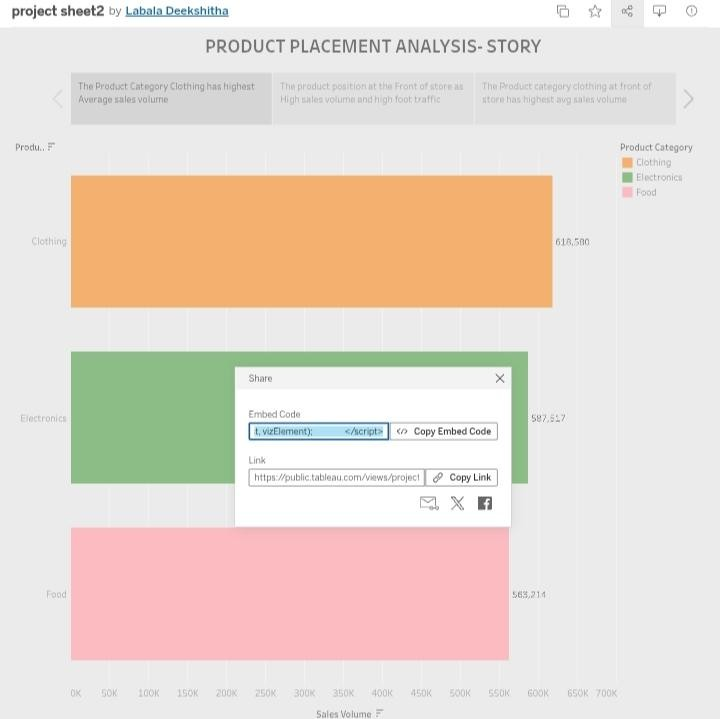 project sheet2 by Labala Deekshitha
PRODUCT PLACEMENT ANALYSIS- STORY
The Product Category Clothing has highest
Average sales volume
The product position at the Front of store as
High sales volume and high foot traffic
The Product category clothing at front of
store has highest avg sales volume
Produ..
Product Category
Clothing
Electronics
Food
Clothing
618,580
Electronics
587,517
Food
563,214
Share
Embed Code
t, vizElement); </script>
</> Copy Embed Code
Link
https://public.tableau.com/views/project
Copy Link
0K 50K 100K 150K 200K 250K 300K 350K 400K 450K 500K 550K 600K 650K 700K
Sales Volume